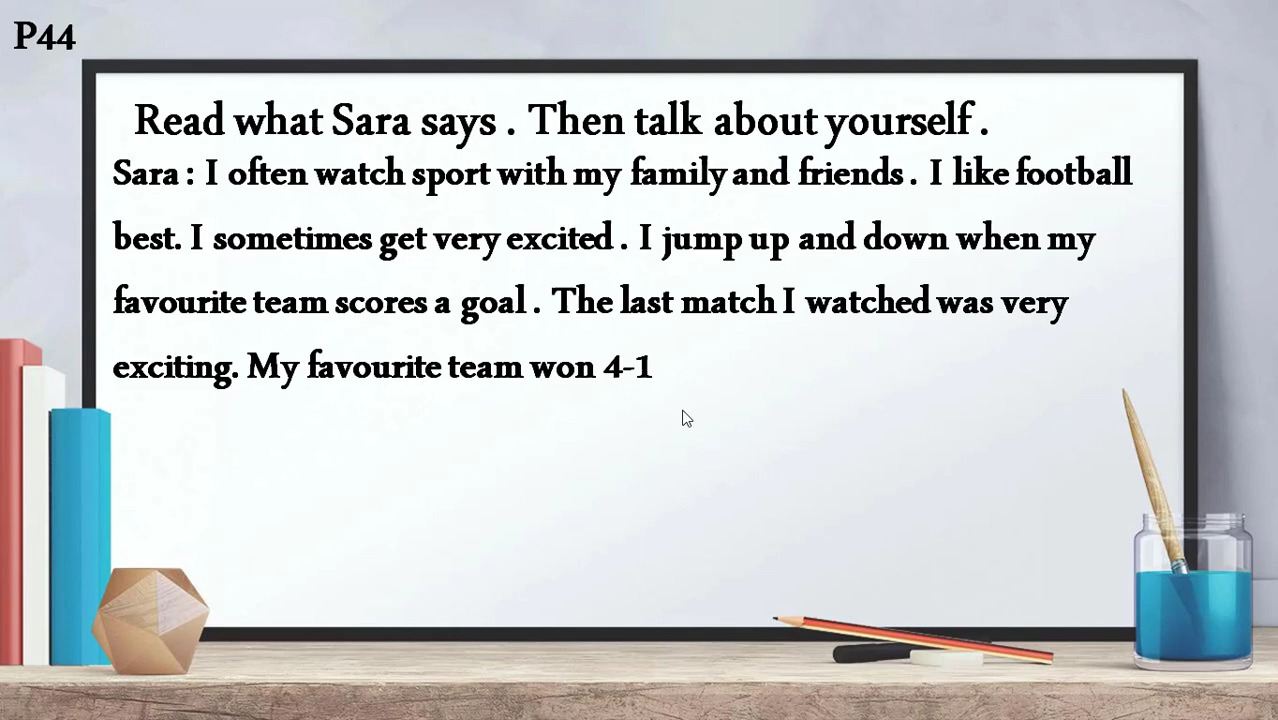 P44
Read what Sara says . Then talk about yourself .
Sara : I often watch sport with my family and friends . I like football
best. I sometimes get very excited . I jump up and down when my
favourite team scores a goal . The last match I watched was very
exciting. My favourite team won 4-1